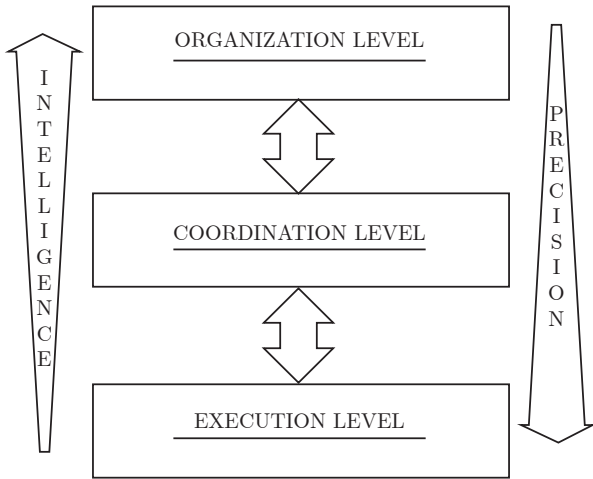 ORGANIZATION LEVEL
INTELLIGENCE
PRECISION
COORDINATION LEVEL
EXECUTION LEVEL